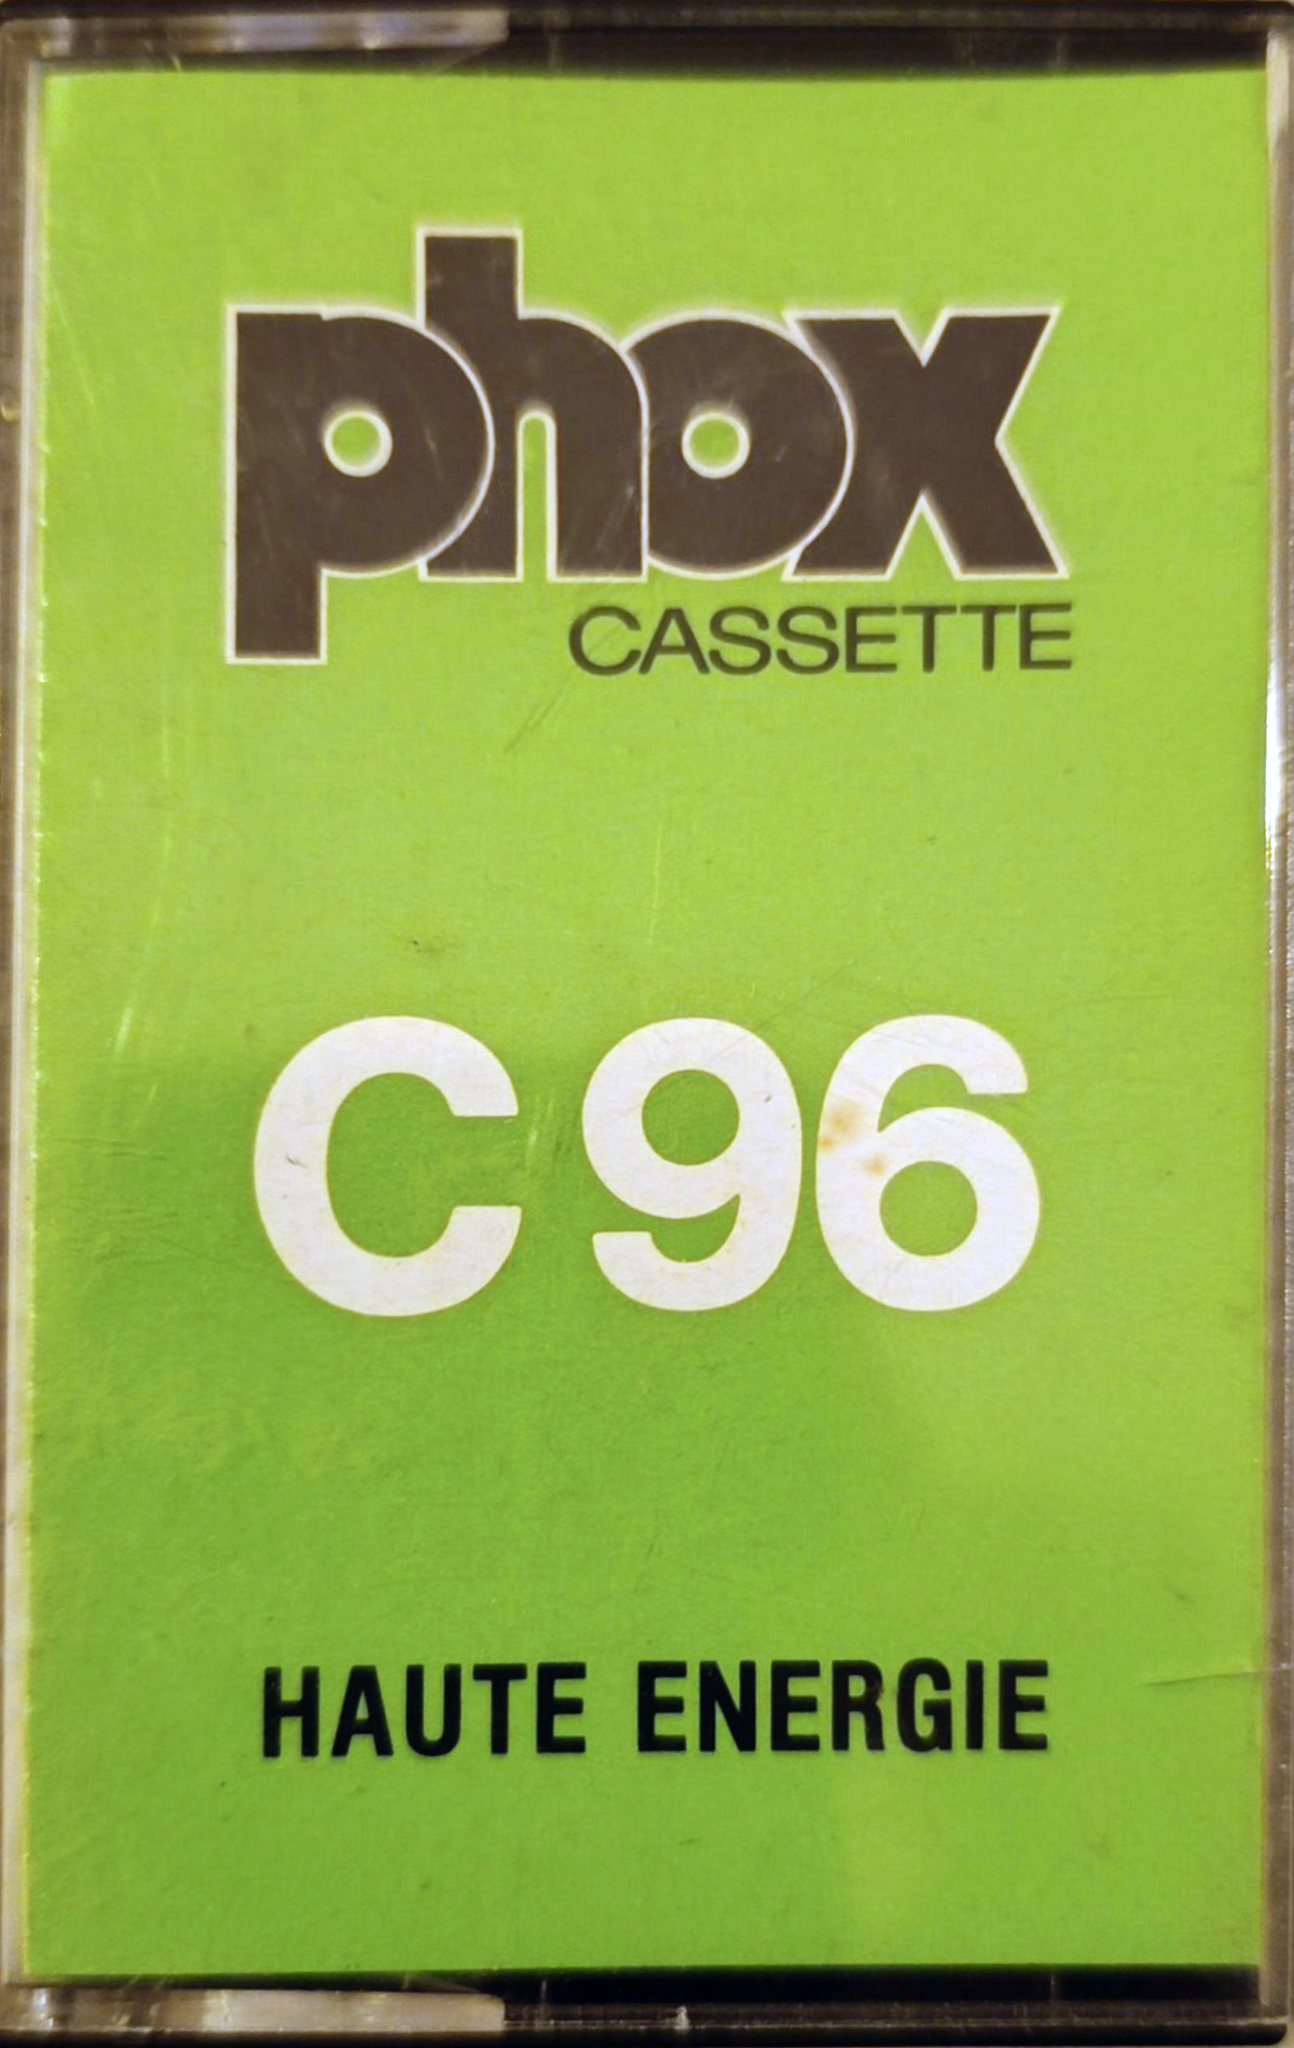 phox
CASSETTE
C96
HAUTE ENERGIE